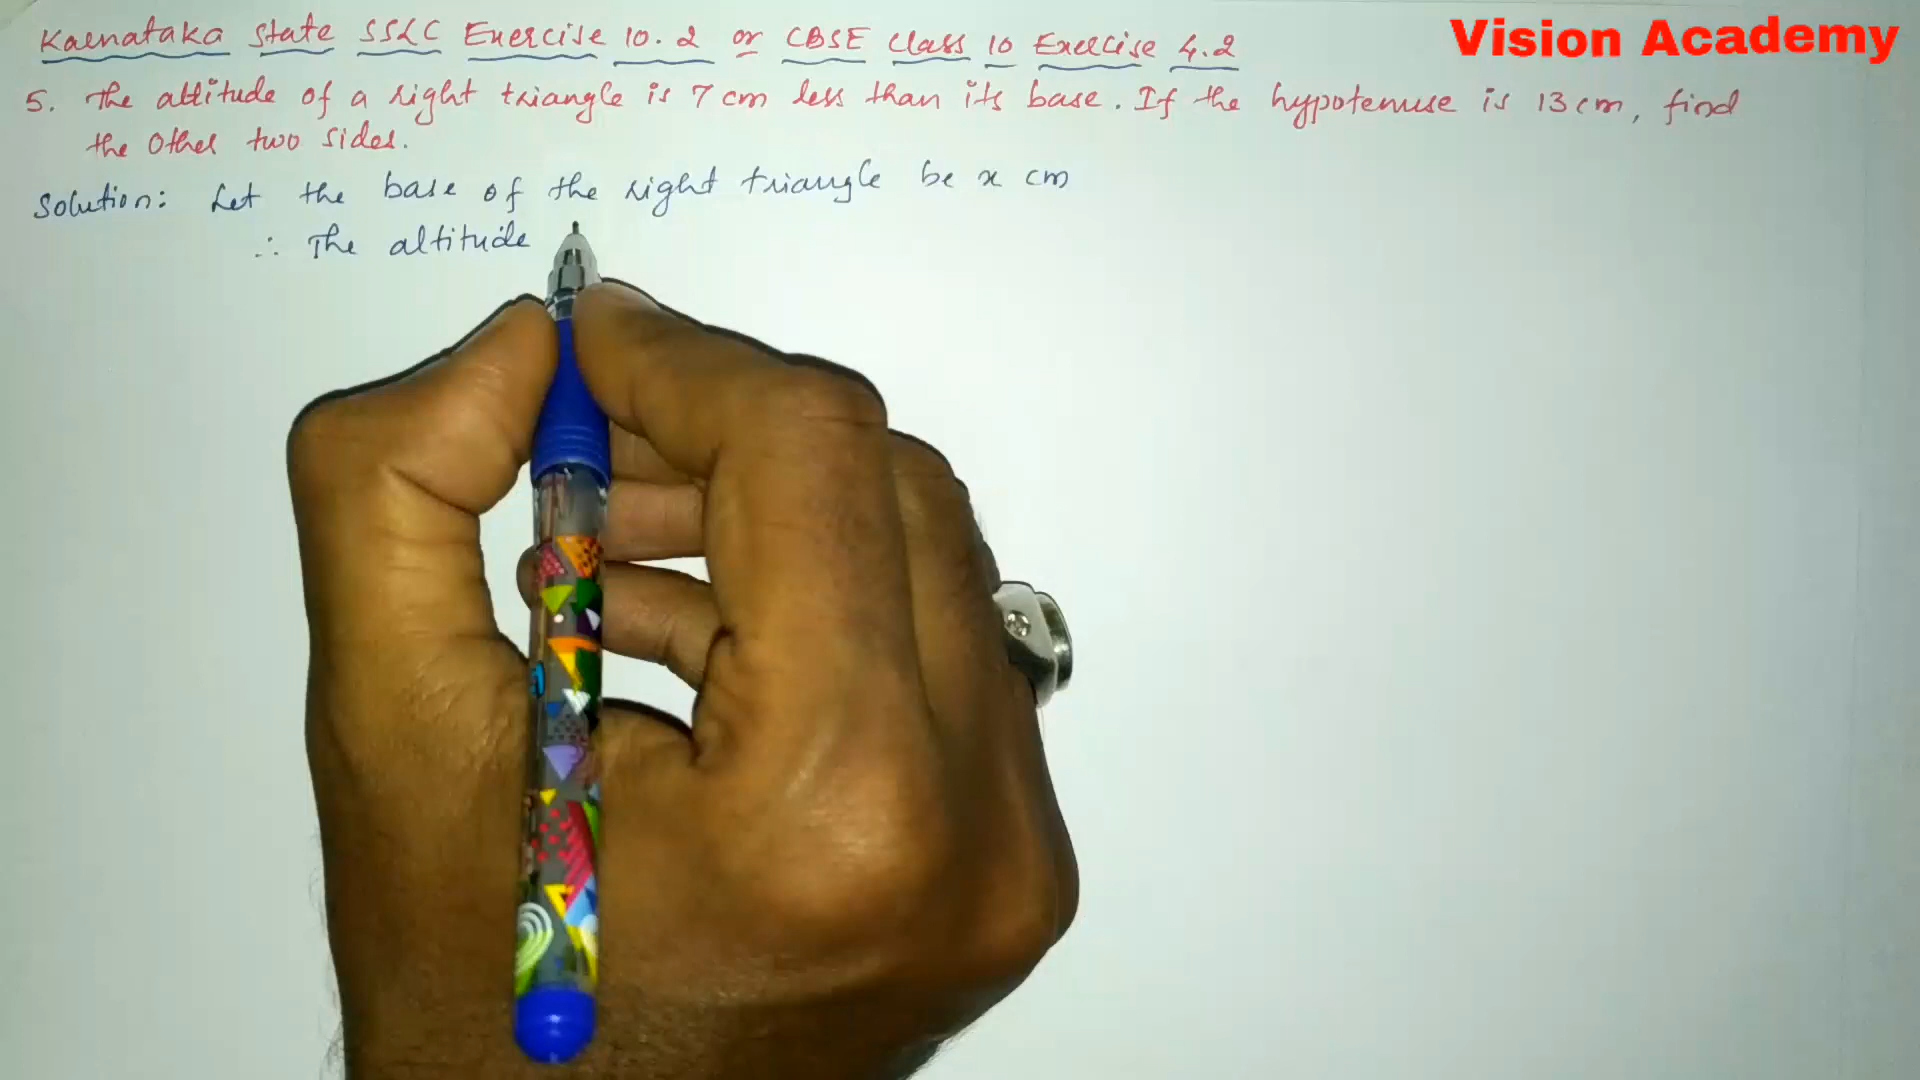 Karnataka State SSLC Exercise 10.2 or CBSE Class 10 Exercise 4.2
Vision Academy
5. The altitude of a right triangle is 7 cm less than its base. If the hypotenuse is 13 cm, find
the other two sides.
Solution: Let the base of the right triangle be x cm
∴ The altitude